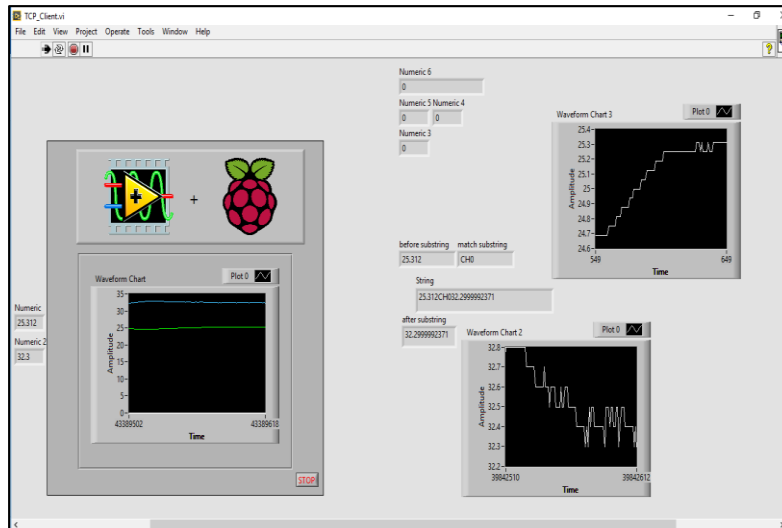 TCP_Client.vi
File Edit View Project Operate Tools Window Help
Numeric 6
0
Numeric 5 Numeric 4
0 0
Numeric 3
0
Waveform Chart 3
Plot 0
25.4
25.3
25.2
25.1
25
24.9
24.8
24.7
24.6
Amplitude
549 649
Time
+
before substring match substring
25.312 CH0
String
25.312CH032.2999992371
after substring
32.2999992371
Waveform Chart
Plot 0
35
30
25
20
15
10
5
0
Amplitude
43389502 43389618
Time
Numeric
25.312
Numeric 2
32.3
STOP
Waveform Chart 2
Plot 0
32.8
32.7
32.6
32.5
32.4
32.3
32.2
Amplitude
39842510 39842612
Time